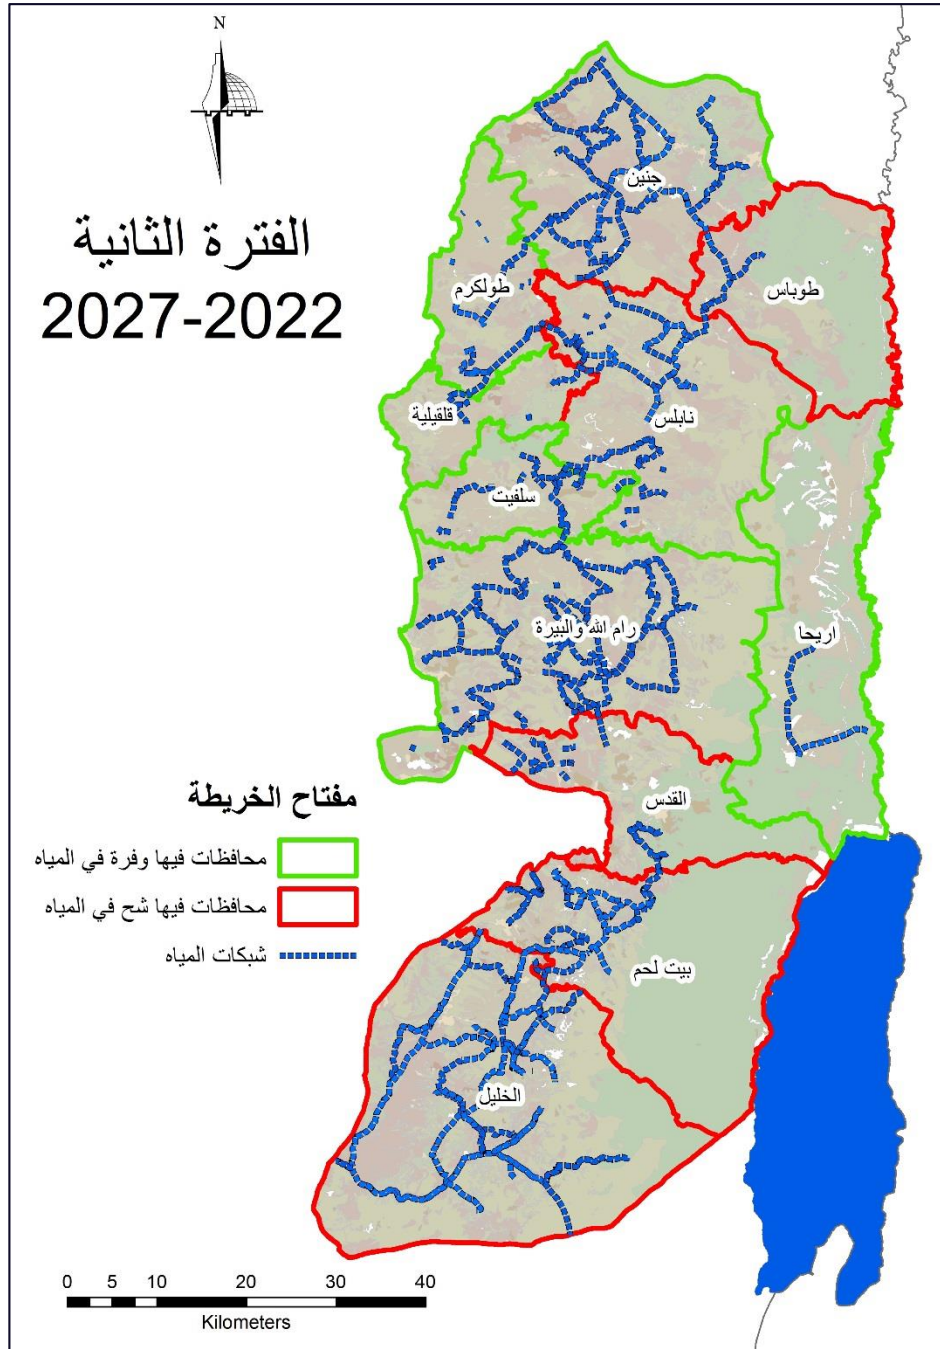 N
الفترة الثانية
2027-2022
جنين
طوباس
طولكرم
نابلس
قلقيلية
سلفيت
رام الله والبيرة
اريحا
القدس
بيت لحم
الخليل
مفتاح الخريطة
محافظات فيها وفرة في المياه
محافظات فيها شح في المياه
شبكات المياه
0 5 10 20 30 40
Kilometers